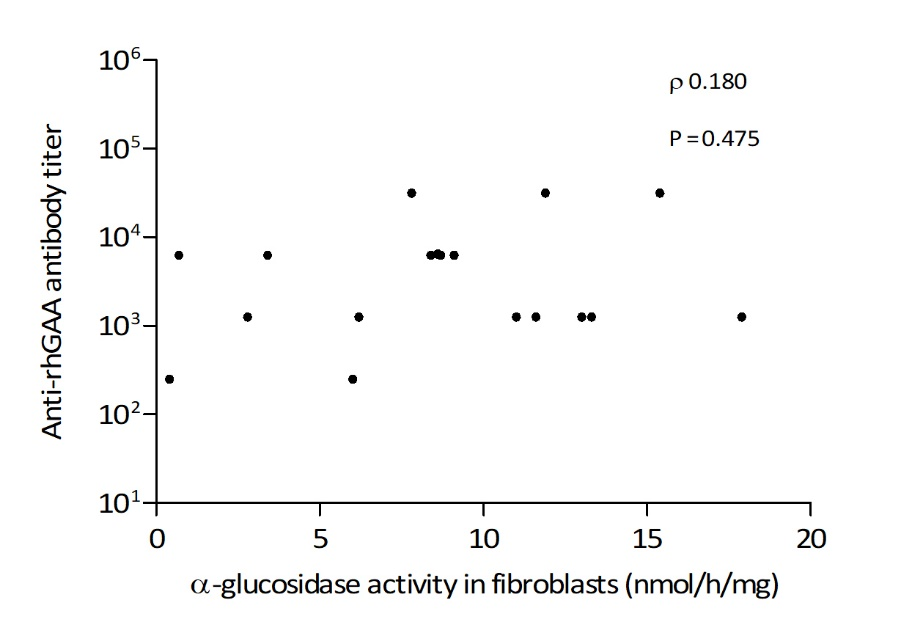 10⁶
ρ 0.180
P = 0.475
10⁵
10⁴
10³
10²
10¹
Anti-rhGAA antibody titer
0 5 10 15 20
α-glucosidase activity in fibroblasts (nmol/h/mg)